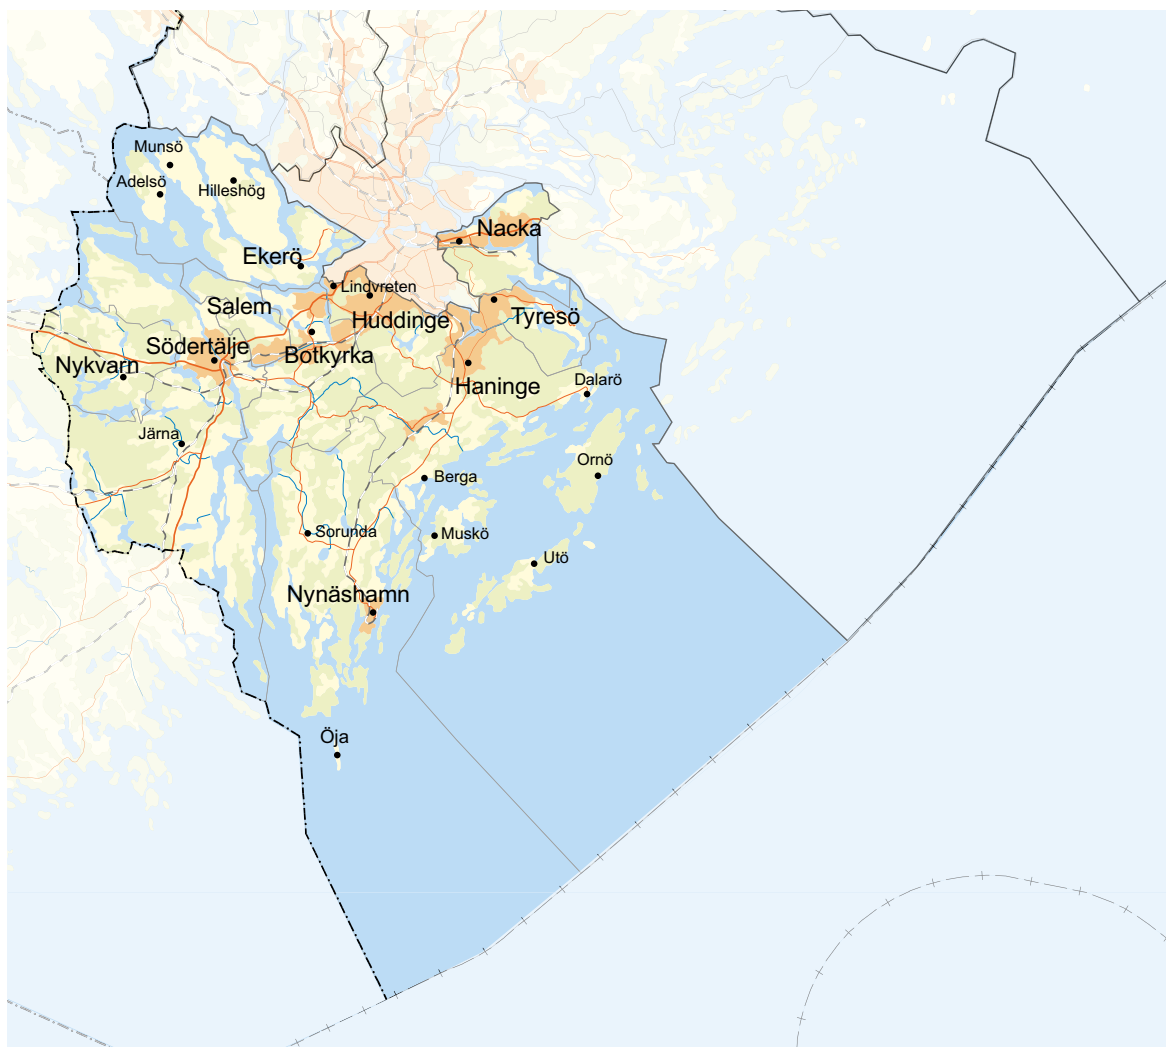 Munsö
Adelsö
Hilleshög
Nacka
Ekerö
Lindvreten
Salem
Huddinge
Tyresö
Södertälje
Botkyrka
Nykvarn
Haninge
Dalarö
Järna
Ornö
Berga
Sorunda
Muskö
Utö
Nynäshamn
Öja